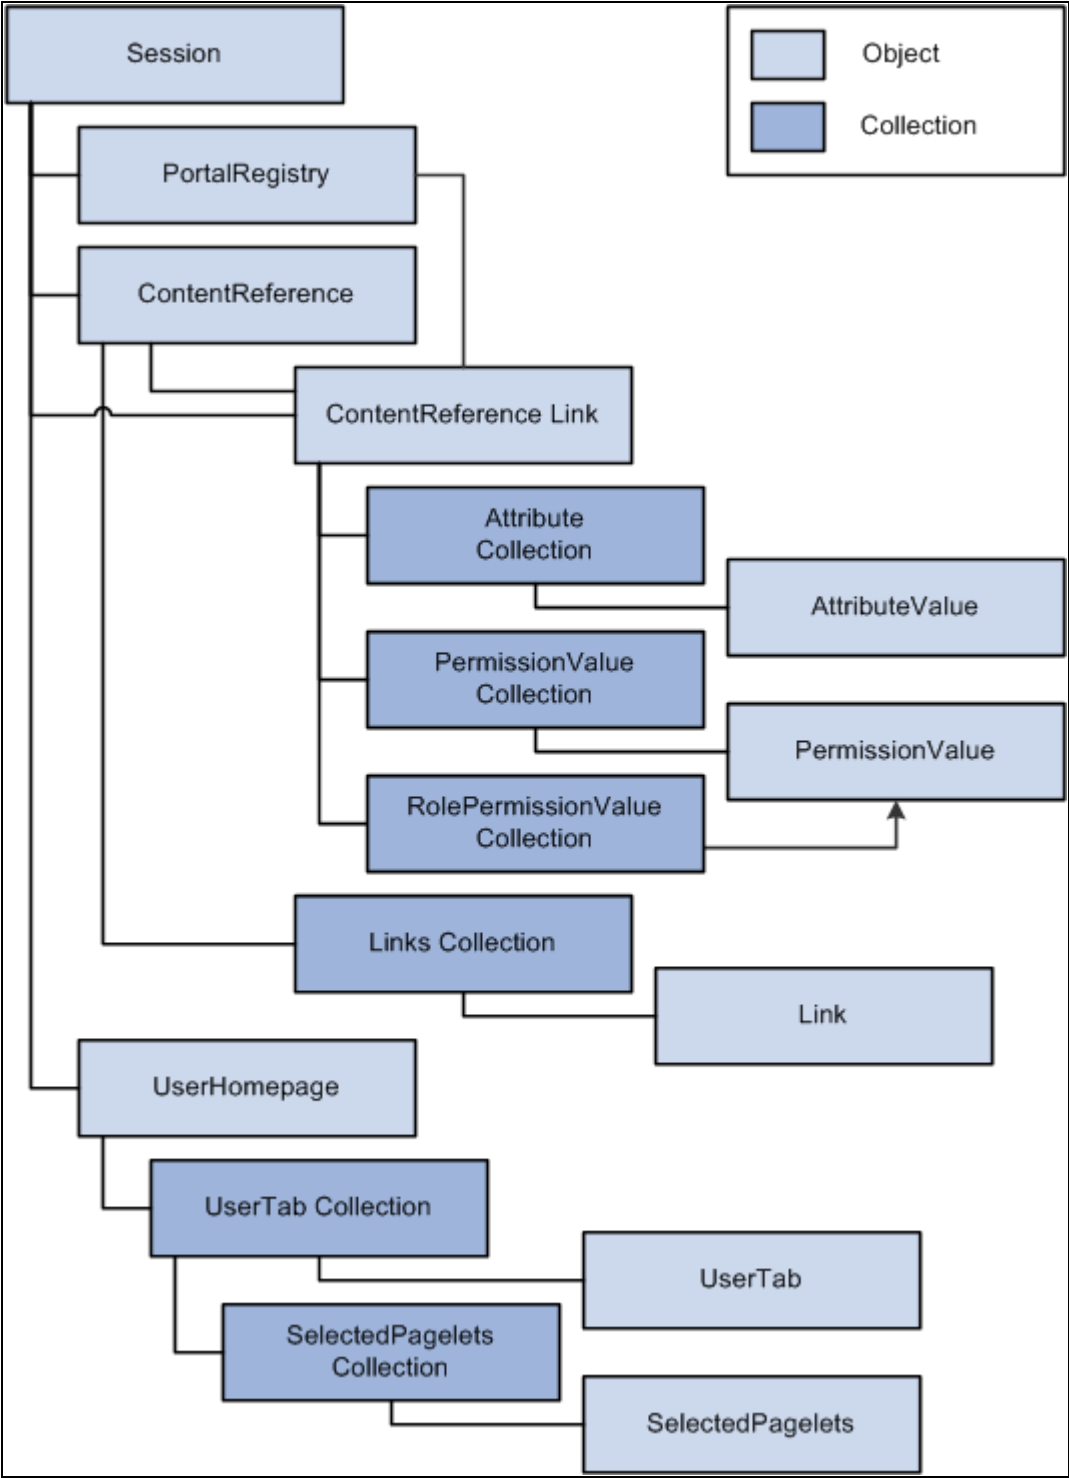 Session
Object
Collection
PortalRegistry
ContentReference
ContentReference Link
Attribute
Collection
AttributeValue
PermissionValue
Collection
PermissionValue
RolePermissionValue
Collection
Links Collection
Link
UserHomepage
UserTab Collection
UserTab
SelectedPagelets
Collection
SelectedPagelets